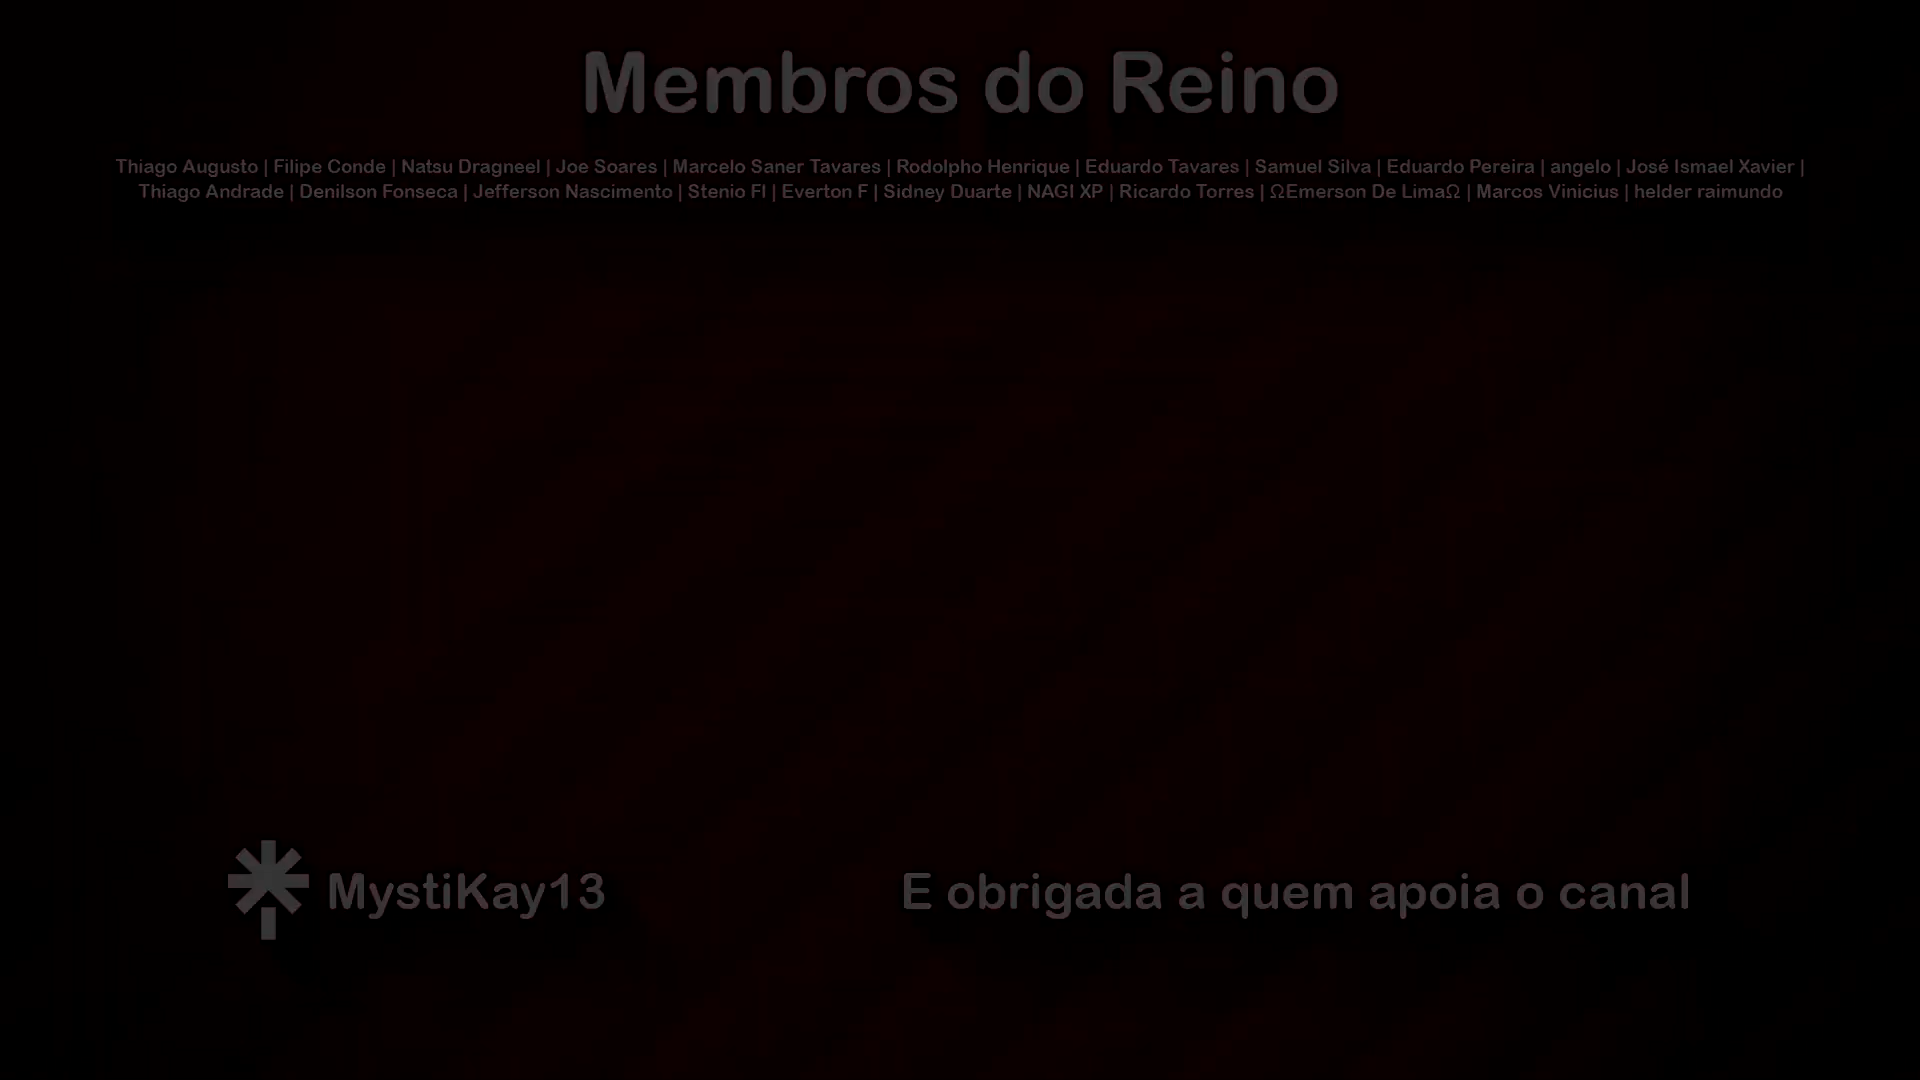 Membros do Reino
Thiago Augusto | Filipe Conde | Natsu Dragneel | Joe Soares | Marcelo Saner Tavares | Rodolpho Henrique | Eduardo Tavares | Samuel Silva | Eduardo Pereira | angelo | José Ismael Xavier |
Thiago Andrade | Denilson Fonseca | Jefferson Nascimento | Stenio Fl | Everton F | Sidney Duarte | NAGI XP | Ricardo Torres | ΩEmerson De LimaΩ | Marcos Vinicius | helder raimundo
MystiKay13
E obrigada a quem apoia o canal